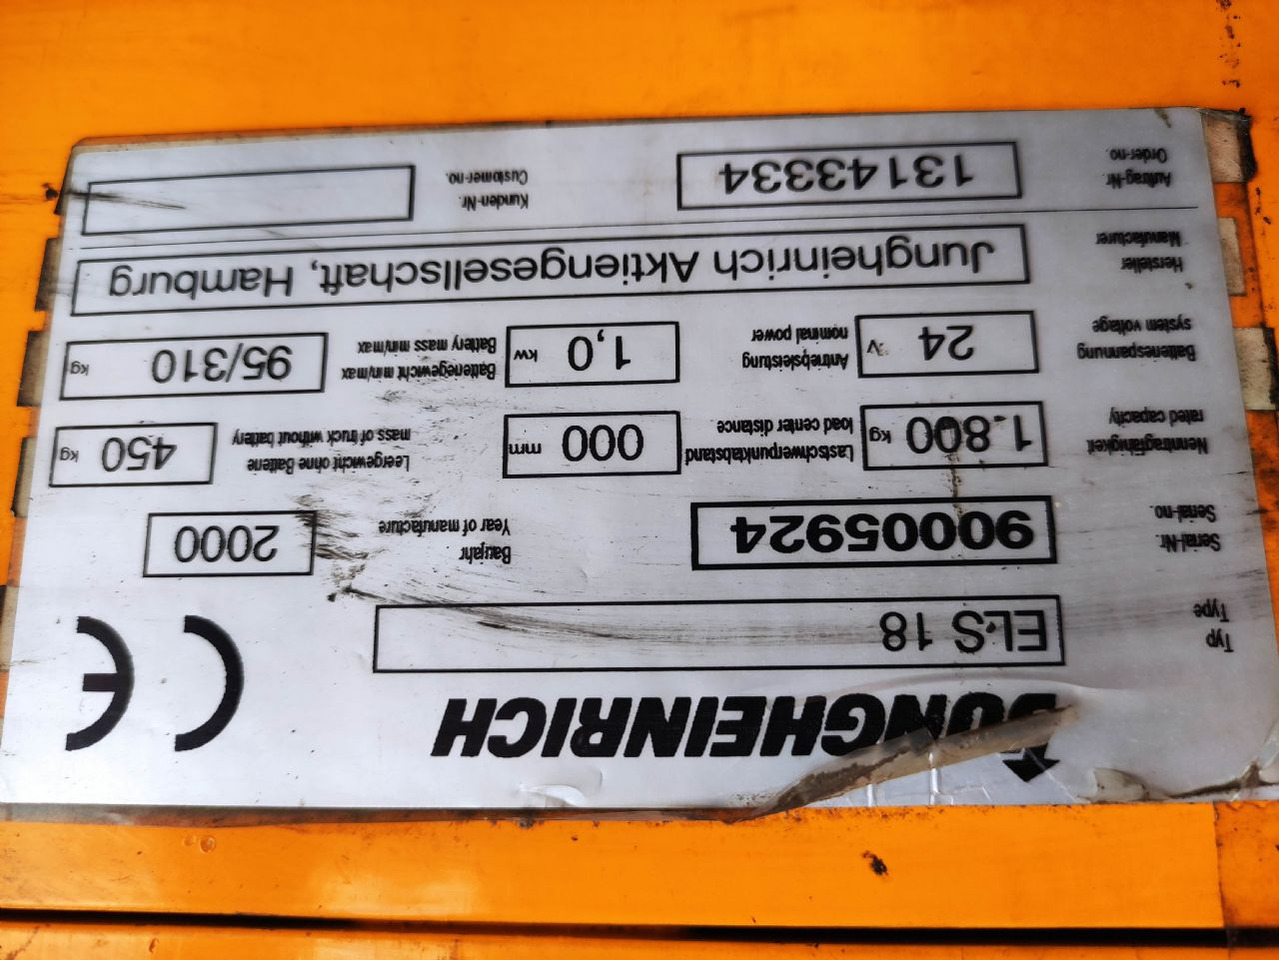 JUNGHEINRICH
Typ
Type
ELS 18
CE
Serial-Nr.
Serial-no.
90005924
Baujahr
Year of manufacture
2000
Nenntragfähigkeit
rated capacity
1.800 kg
Lastschwerpunktabstand
load center distance
000 mm
Leergewicht ohne Batterie
mass of truck without battery
450 kg
Batteriespannung
system voltage
24 V
Antriebsleistung
nominal power
1,0 kw
Batteriegewicht min/max
Battery mass min/max
95/310 kg
Hersteller
Manufacturer
Jungheinrich Aktiengesellschaft, Hamburg
Auftrag-Nr.
Order-no.
13143334
Kunden-Nr.
Customer-no.